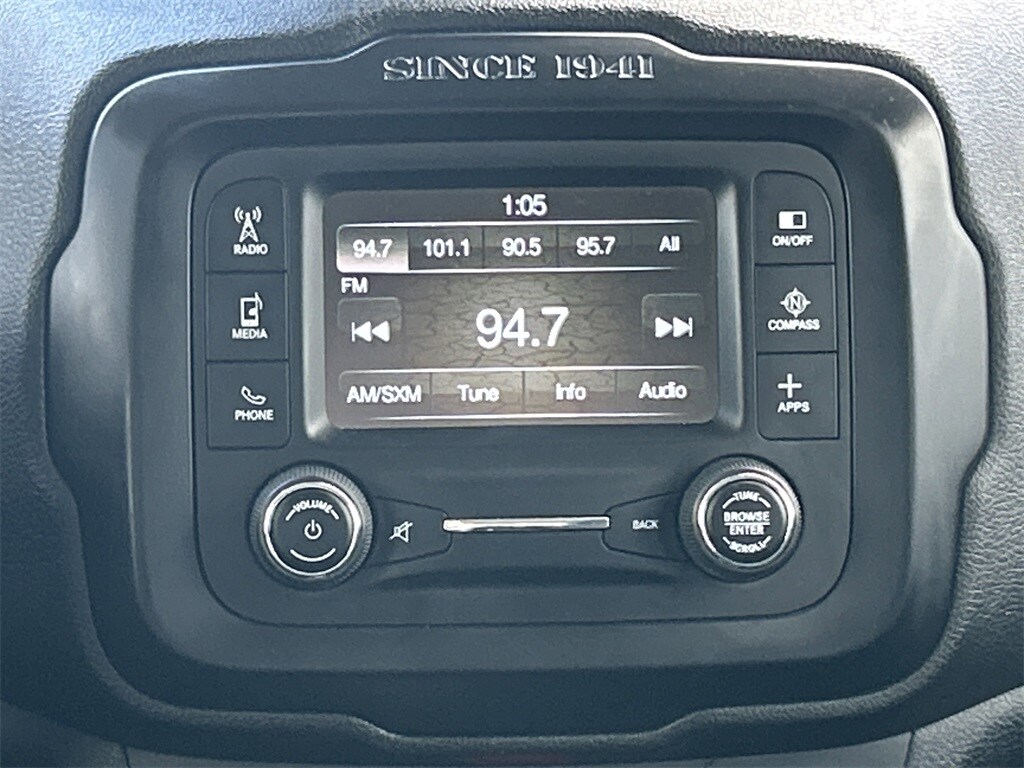 SINCE 1941
1:05
94.7 101.1 90.5 95.7 All
FM
94.7
AM/SXM Tune Info Audio
RADIO
MEDIA
PHONE
ON/OFF
N
COMPASS
APPS
VOLUME
BACK
TUNE
BROWSE
ENTER
SCROLL